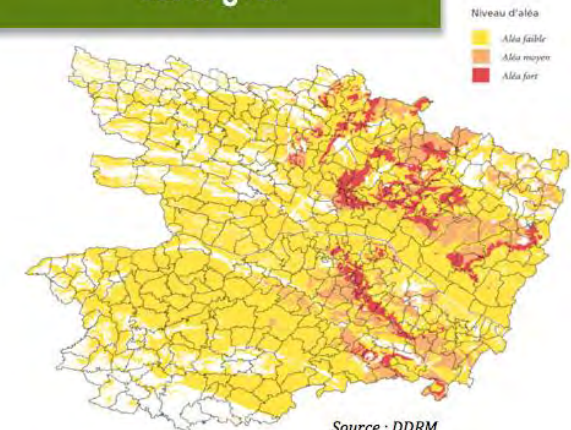 Niveau d'aléa
Aléa faible
Aléa moyen
Aléa fort
Source : DDRM